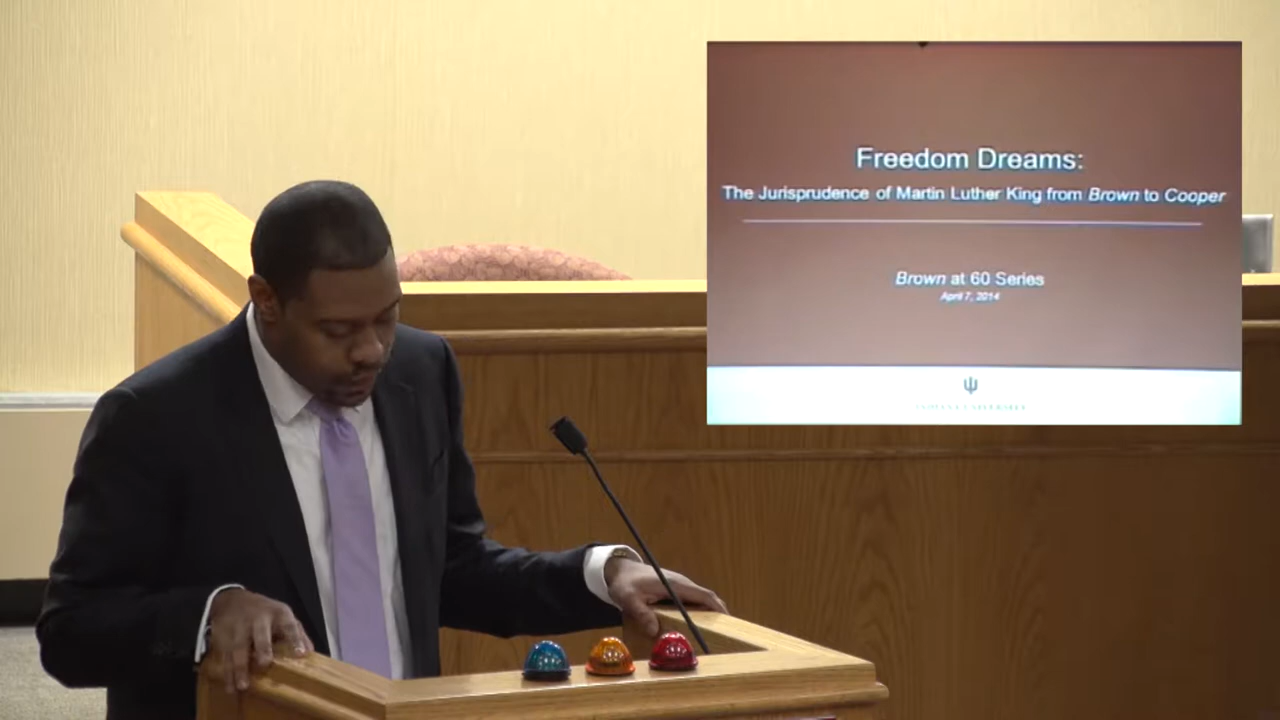 Freedom Dreams:
The Jurisprudence of Martin Luther King from Brown to Cooper
Brown at 60 Series
April 7, 2014